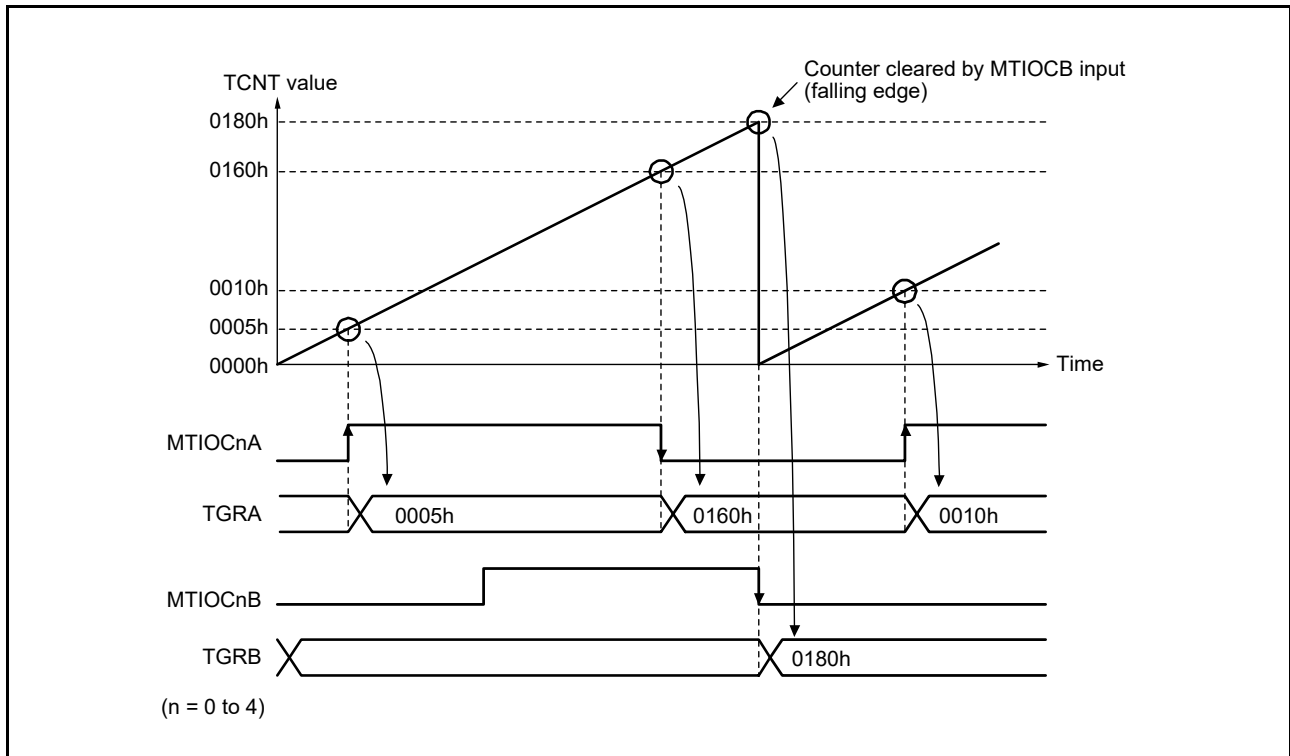 TCNT value
Counter cleared by MTIOCB input
(falling edge)
0180h
0160h
0010h
0005h
0000h
Time
MTIOCnA
TGRA
0005h
0160h
0010h
MTIOCnB
TGRB
0180h
(n = 0 to 4)